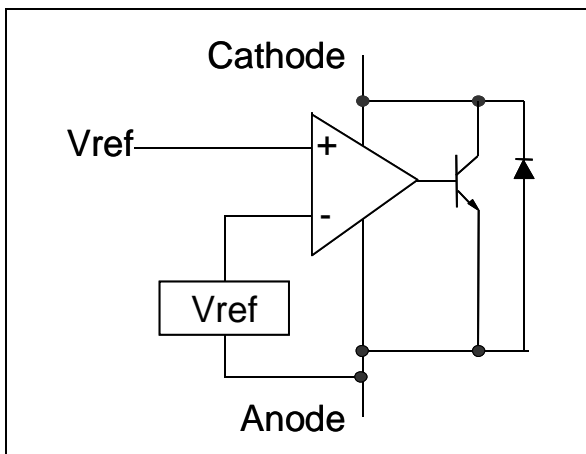 Cathode
Vref
+
-
Vref
Anode